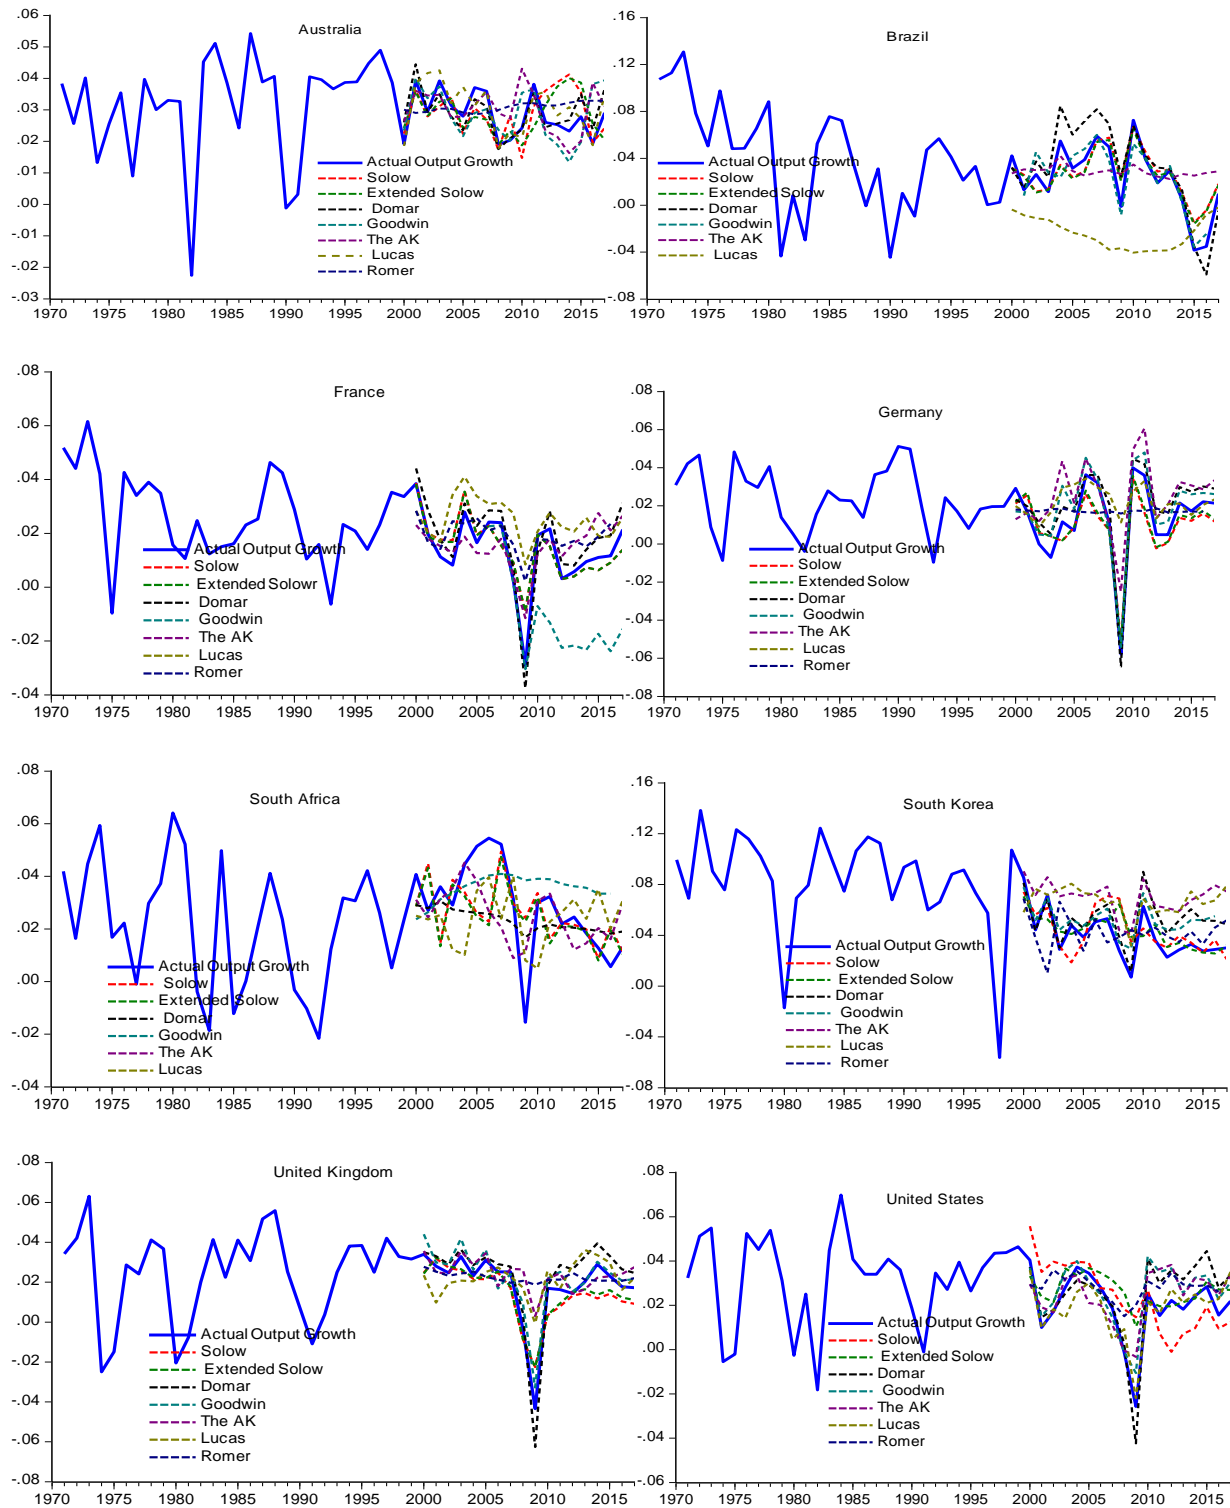 Australia
.06
.05
.04
.03
.02
.01
.00
-.01
-.02
-.03
Actual Output Growth
Solow
Extended Solow
Domar
Goodwin
The AK
Lucas
Romer
1970 1975 1980 1985 1990 1995 2000 2005 2010 2015
Brazil
.16
.12
.08
.04
.00
-.04
-.08
Actual Output Growth
Solow
Extended Solow
Domar
Goodwin
The AK
Lucas
1970 1975 1980 1985 1990 1995 2000 2005 2010 2015
France
.08
.06
.04
.02
.00
-.02
-.04
Actual Output Growth
Solow
Extended Solowr
Domar
Goodwin
The AK
Lucas
Romer
1970 1975 1980 1985 1990 1995 2000 2005 2010 2015
Germany
.08
.06
.04
.02
.00
-.02
-.04
-.06
-.08
Actual Output Growth
Solow
Extended Solow
Domar
Goodwin
The AK
Lucas
Romer
1970 1975 1980 1985 1990 1995 2000 2005 2010 2015
South Africa
.08
.06
.04
.02
.00
-.02
-.04
Actual Output Growth
Solow
Extended Solow
Domar
Goodwin
The AK
Lucas
1970 1975 1980 1985 1990 1995 2000 2005 2010 2015
South Korea
.16
.12
.08
.04
.00
-.04
-.08
Actual Output Growth
Solow
Extended Solow
Domar
Goodwin
The AK
Lucas
Romer
1970 1975 1980 1985 1990 1995 2000 2005 2010 2015
United Kingdom
.08
.06
.04
.02
.00
-.02
-.04
-.06
-.08
Actual Output Growth
Solow
Extended Solow
Domar
Goodwin
The AK
Lucas
Romer
1970 1975 1980 1985 1990 1995 2000 2005 2010 2015
United States
.08
.06
.04
.02
.00
-.02
-.04
-.06
Actual Output Growth
Solow
Extended Solow
Domar
Goodwin
The AK
Lucas
Romer
1970 1975 1980 1985 1990 1995 2000 2005 2010 2015